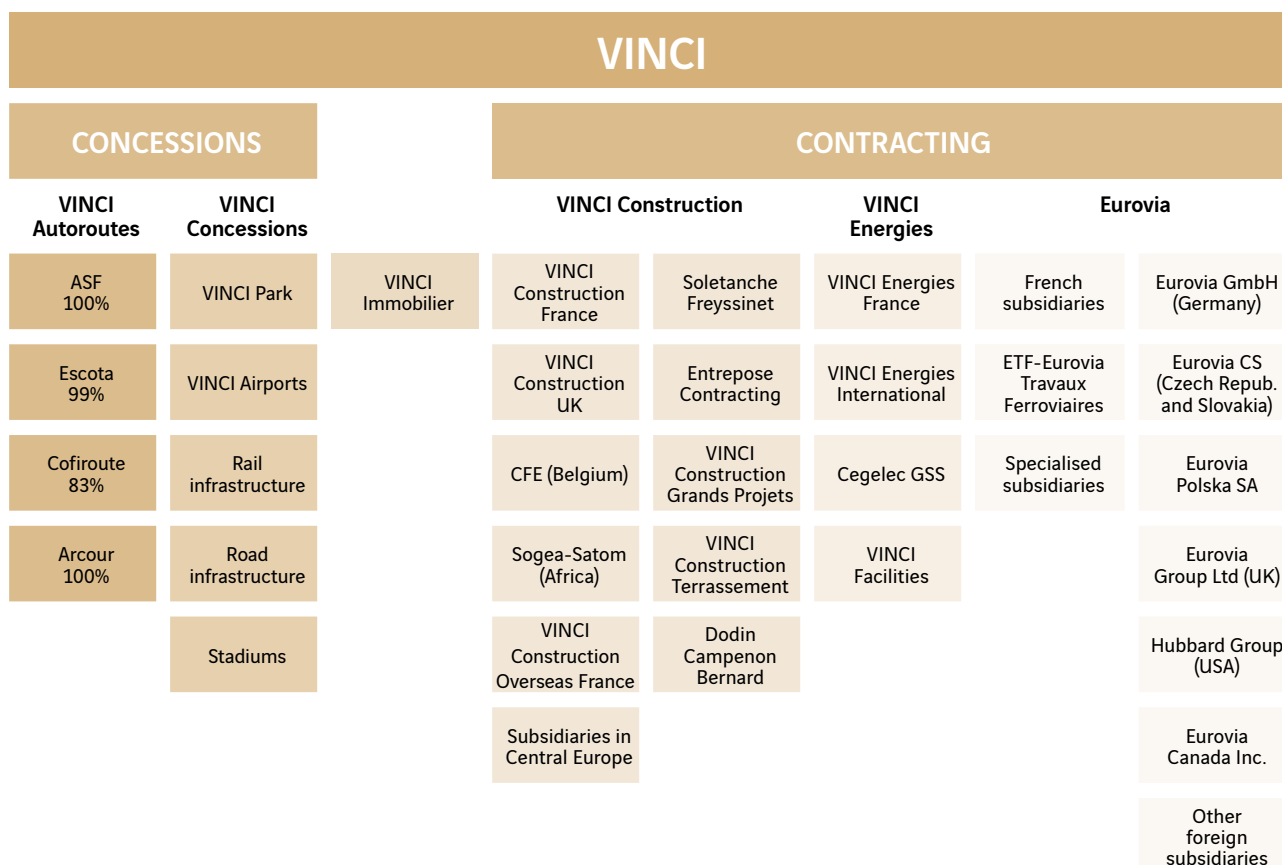 VINCI
CONCESSIONS
CONTRACTING
VINCI
Autoroutes
VINCI
Concessions
VINCI Construction
VINCI
Energies
Eurovia
ASF
100%
VINCI Park
VINCI
Immobilier
VINCI
Construction
France
Soletanche
Freyssinet
VINCI Energies
France
French
subsidiaries
Eurovia GmbH
(Germany)
Escota
99%
VINCI Airports
VINCI
Construction
UK
Entrepose
Contracting
VINCI Energies
International
ETF-Eurovia
Travaux
Ferroviaires
Eurovia CS
(Czech Repub.
and Slovakia)
Cofiroute
83%
Rail
infrastructure
CFE (Belgium)
VINCI
Construction
Grands Projets
Cegelec GSS
Specialised
subsidiaries
Eurovia
Polska SA
Arcour
100%
Road
infrastructure
Sogea-Satom
(Africa)
VINCI
Construction
Terrassement
VINCI
Facilities
Eurovia
Group Ltd (UK)
Stadiums
VINCI
Construction
Overseas France
Dodin
Campenon
Bernard
Hubbard Group
(USA)
Subsidiaries in
Central Europe
Eurovia
Canada Inc.
Other
foreign
subsidiaries